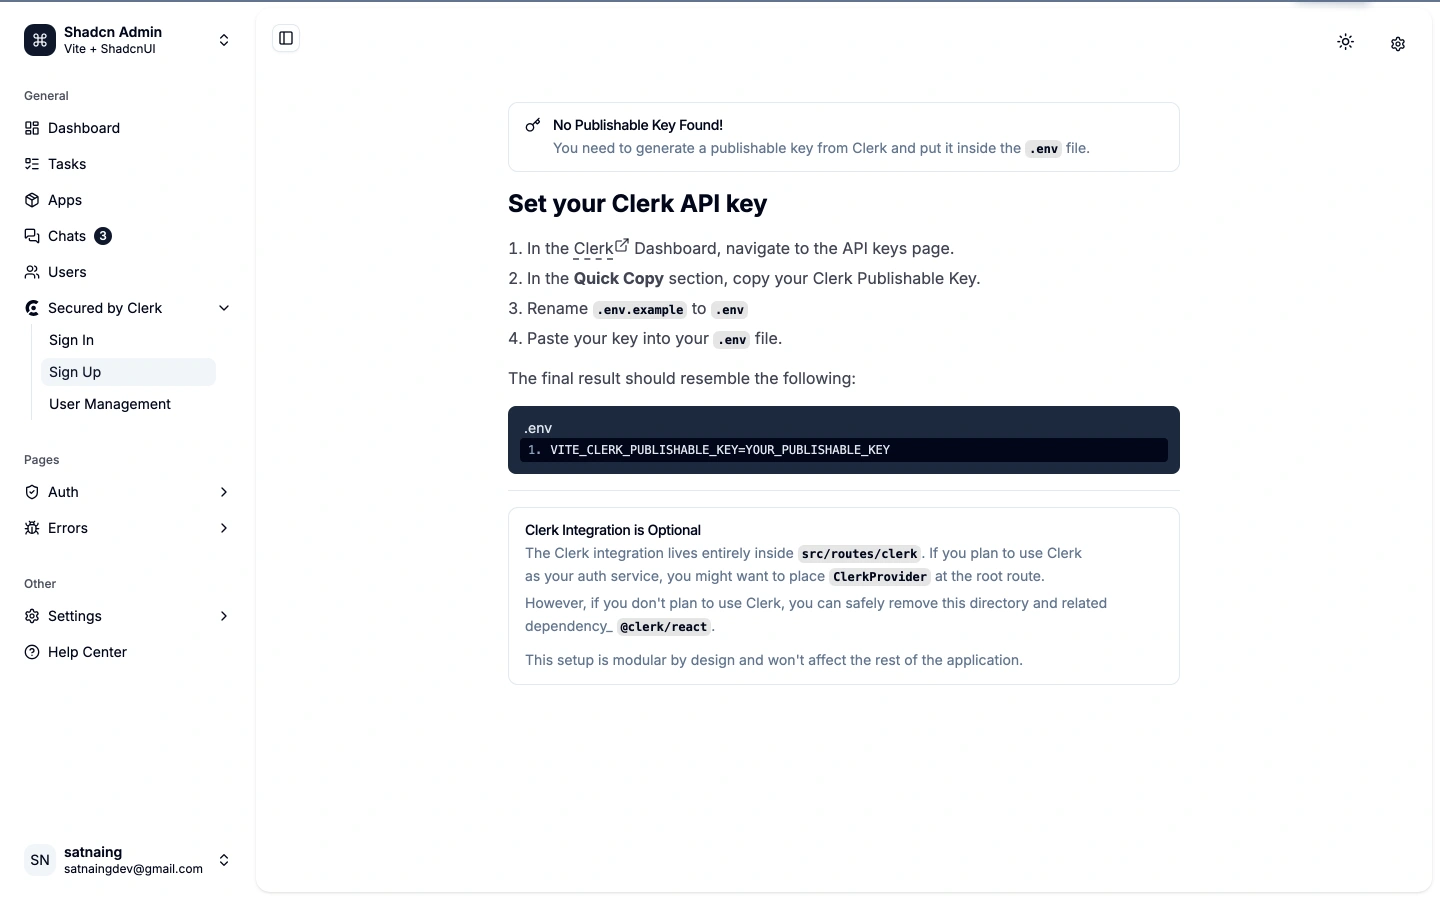 Shadcn Admin
Vite + ShadcnUI
General
Dashboard
Tasks
Apps
Chats 3
Users
Secured by Clerk
Sign In
Sign Up
User Management
Pages
Auth
Errors
Other
Settings
Help Center
SN
satnaing
satnaingdev@gmail.com
No Publishable Key Found!
You need to generate a publishable key from Clerk and put it inside the .env file.
Set your Clerk API key
1. In the Clerk Dashboard, navigate to the API keys page.
2. In the Quick Copy section, copy your Clerk Publishable Key.
3. Rename .env.example to .env
4. Paste your key into your .env file.
The final result should resemble the following:
.env
1. VITE_CLERK_PUBLISHABLE_KEY=YOUR_PUBLISHABLE_KEY
Clerk Integration is Optional
The Clerk integration lives entirely inside src/routes/clerk. If you plan to use Clerk
as your auth service, you might want to place ClerkProvider at the root route.
However, if you don't plan to use Clerk, you can safely remove this directory and related
dependency_ @clerk/react.
This setup is modular by design and won't affect the rest of the application.